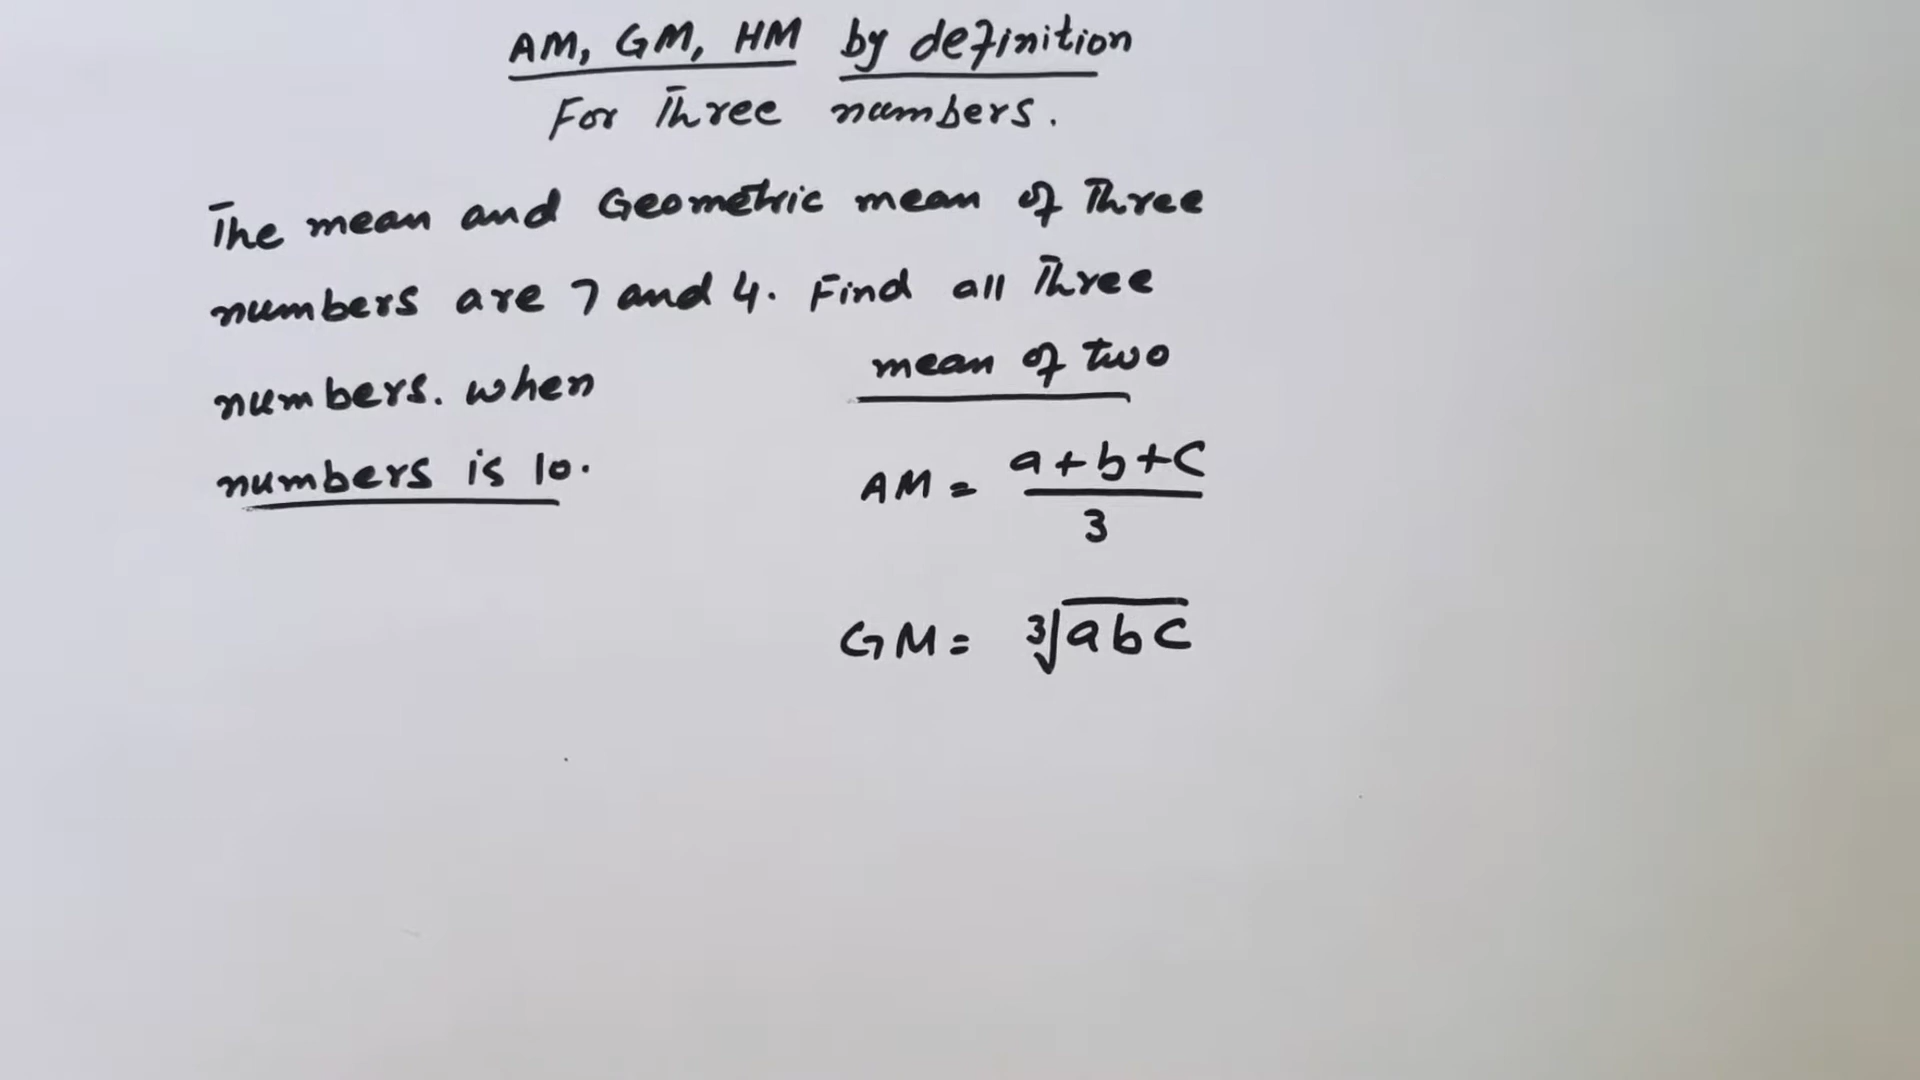 AM, GM, HM by definition
For Three numbers.
The mean and Geometric mean of Three
numbers are 7 and 4. Find all Three
numbers. when mean of two
numbers is 10.
AM = a+b+c / 3
GM = ∛abc